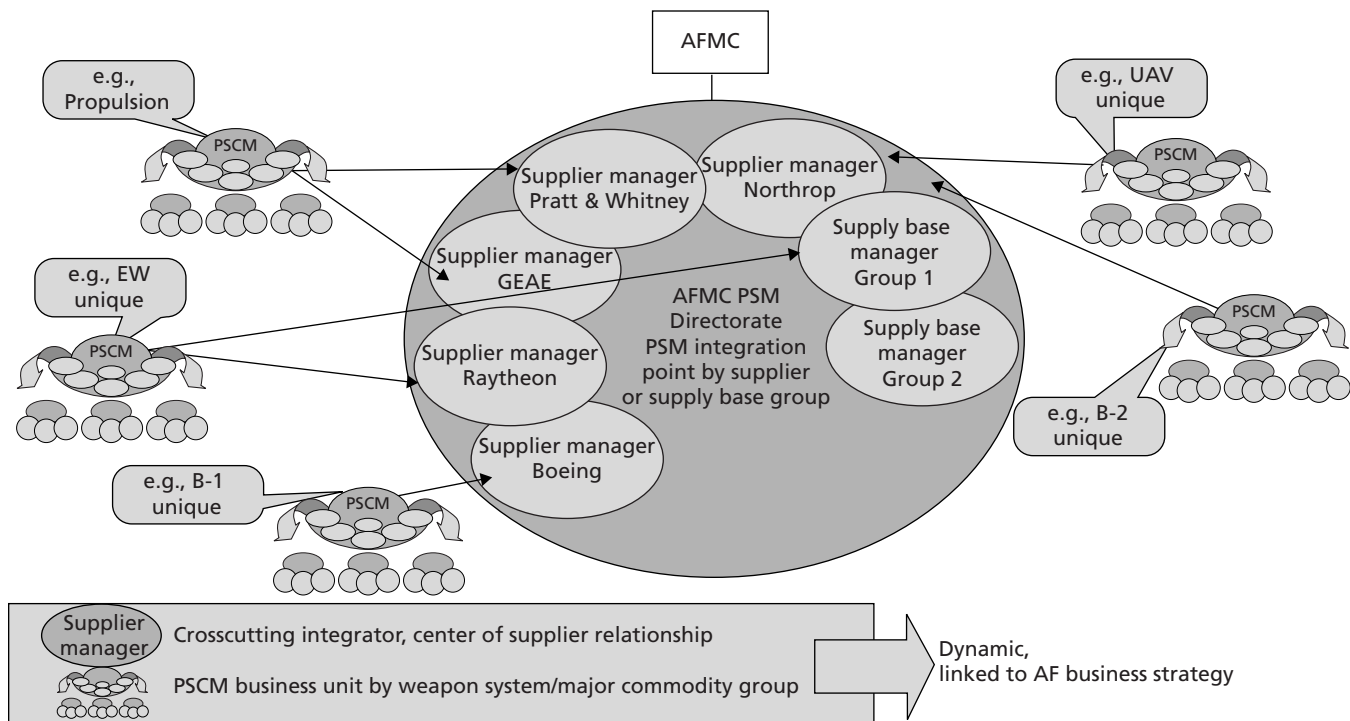 AFMC
e.g.,
Propulsion
PSCM
e.g., UAV
unique
PSCM
Supplier manager
Pratt & Whitney
Supplier manager
Northrop
Supplier manager
GEAE
Supply base
manager
Group 1
e.g., EW
unique
PSCM
AFMC PSM
Directorate
PSM integration
point by supplier
or supply base group
Supply base
manager
Group 2
PSCM
Supplier manager
Raytheon
e.g., B-2
unique
Supplier manager
Boeing
e.g., B-1
unique
PSCM
Supplier
manager
Crosscutting integrator, center of supplier relationship
PSCM business unit by weapon system/major commodity group
Dynamic,
linked to AF business strategy